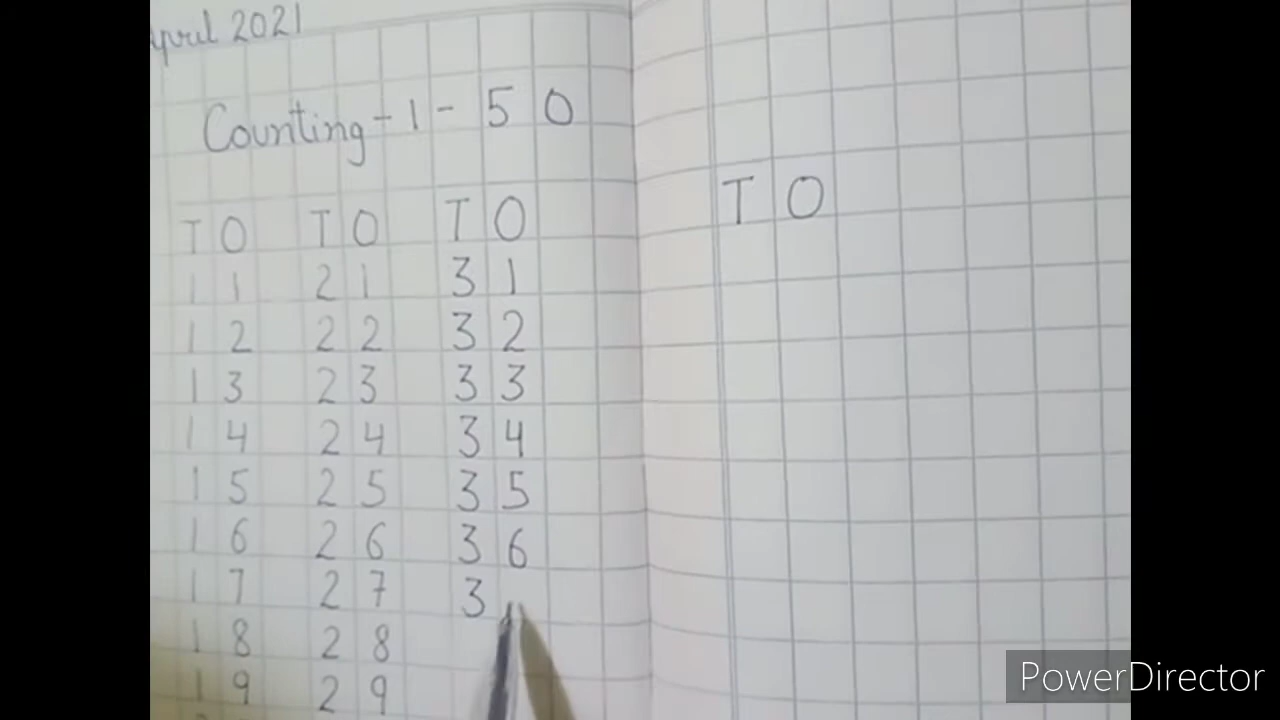 April 2021
Counting - 1 - 50
T O T O T O T O
1 1 2 1 3 1
1 2 2 2 3 2
1 3 2 3 3 3
1 4 2 4 3 4
1 5 2 5 3 5
1 6 2 6 3 6
1 7 2 7 3
1 8 2 8
1 9 2 9
PowerDirector